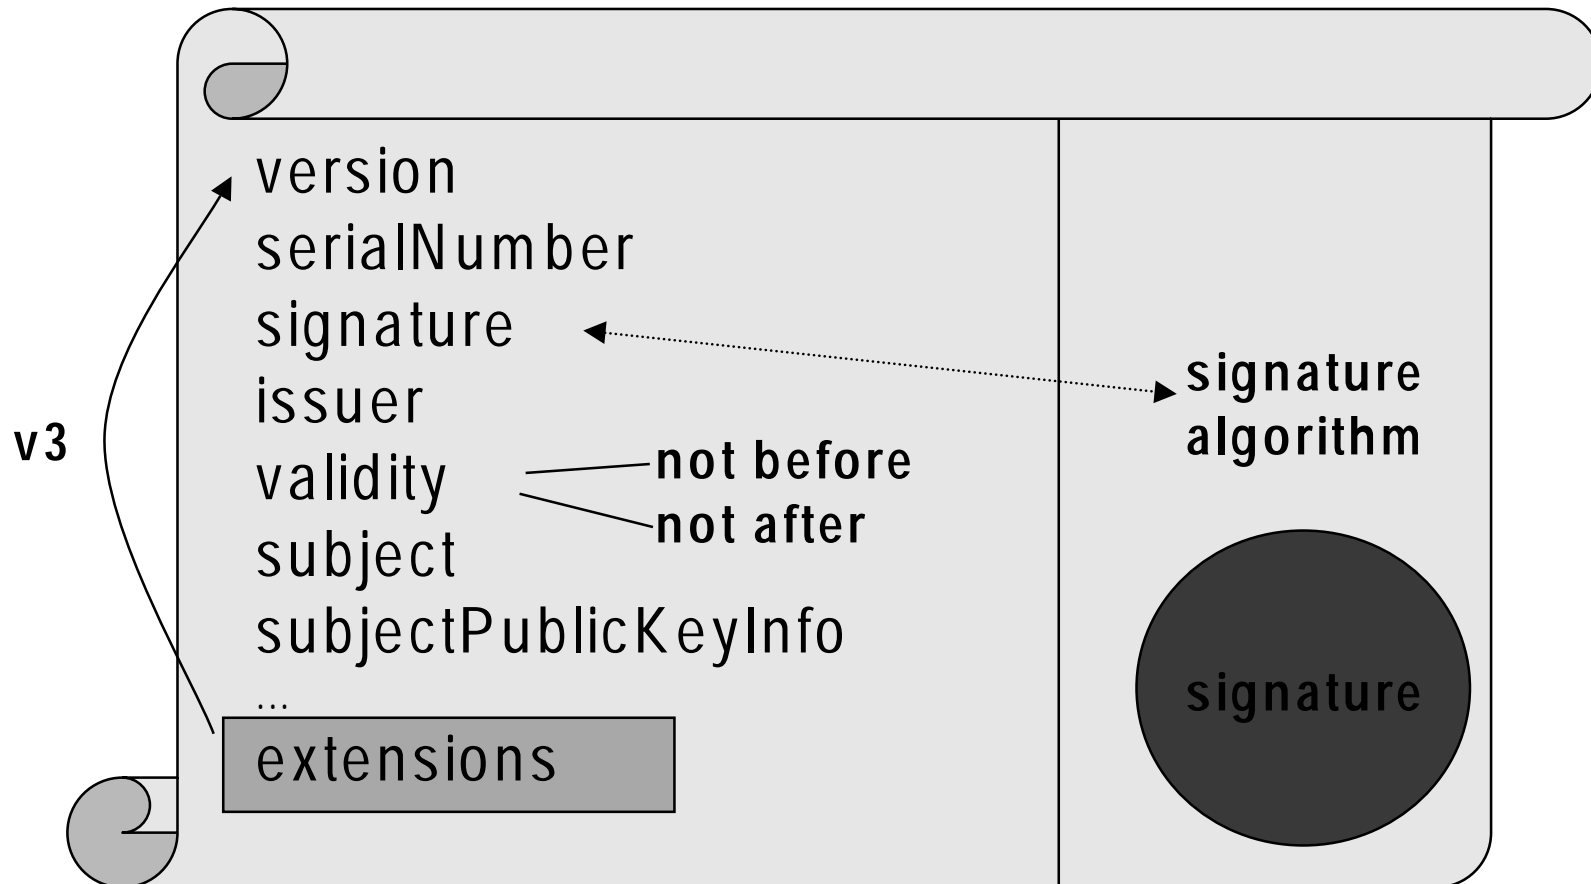 version
serialNumber
signature
issuer
validity
not before
not after
subject
subjectPublicKeyInfo
...
extensions
v3
signature
algorithm
signature